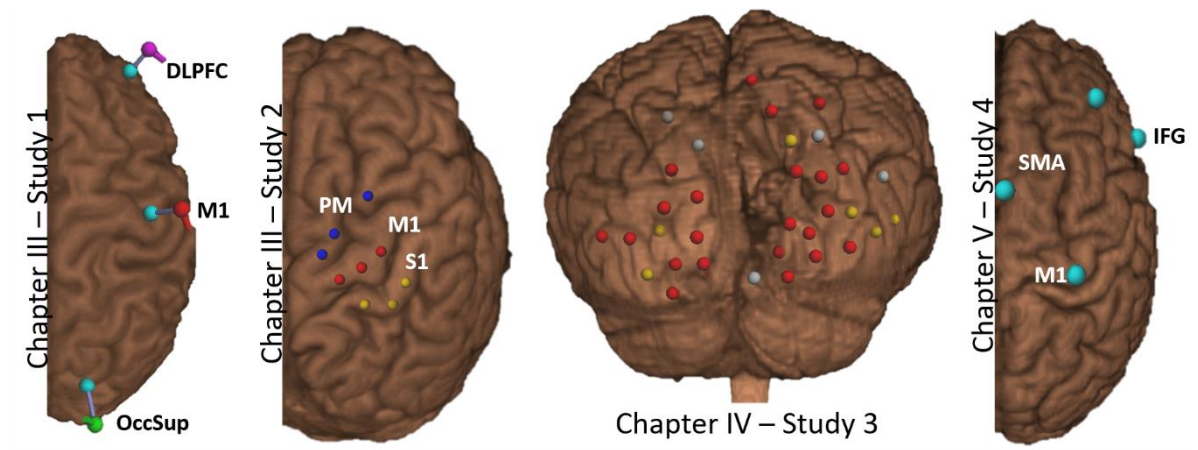 Chapter III – Study 1
DLPFC
M1
OccSup
Chapter III – Study 2
PM
M1
S1
Chapter IV – Study 3
Chapter V – Study 4
IFG
SMA
M1